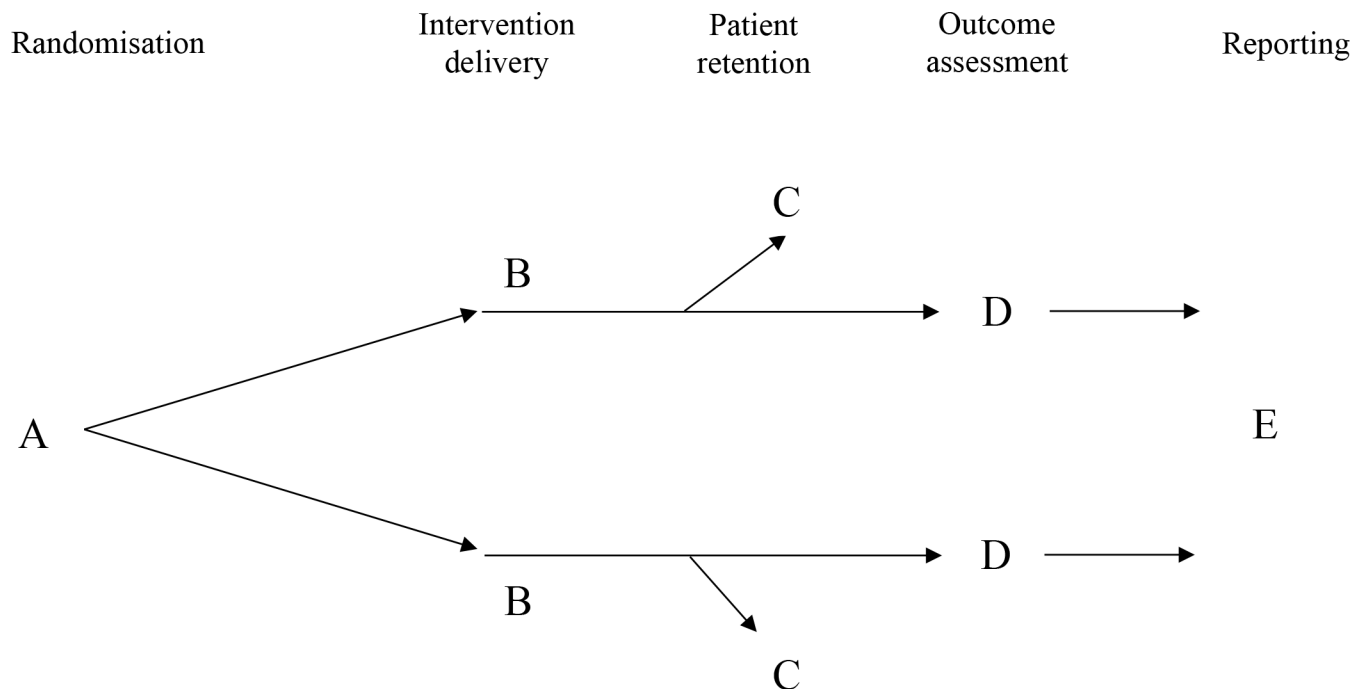 Randomisation
Intervention
delivery
Patient
retention
Outcome
assessment
Reporting
C
B
D
A
E
D
B
C